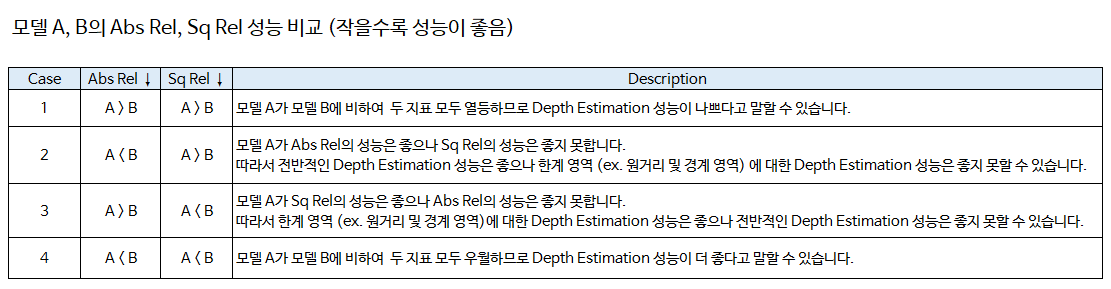 모델 A, B의 Abs Rel, Sq Rel 성능 비교 (작을수록 성능이 좋음)
Case Abs Rel ↓ Sq Rel ↓ Description
1 A 〉 B A 〉 B 모델 A가 모델 B에 비하여 두 지표 모두 열등하므로 Depth Estimation 성능이 나쁘다고 말할 수 있습니다.
2 A 〈 B A 〉 B 모델 A가 Abs Rel의 성능은 좋으나 Sq Rel의 성능은 좋지 못합니다.
따라서 전반적인 Depth Estimation 성능은 좋으나 한계 영역 (ex. 원거리 및 경계 영역) 에 대한 Depth Estimation 성능은 좋지 못할 수 있습니다.
3 A 〉 B A 〈 B 모델 A가 Sq Rel의 성능은 좋으나 Abs Rel의 성능은 좋지 못합니다.
따라서 한계 영역 (ex. 원거리 및 경계 영역)에 대한 Depth Estimation 성능은 좋으나 전반적인 Depth Estimation 성능은 좋지 못할 수 있습니다.
4 A 〈 B A 〈 B 모델 A가 모델 B에 비하여 두 지표 모두 우월하므로 Depth Estimation 성능이 더 좋다고 말할 수 있습니다.